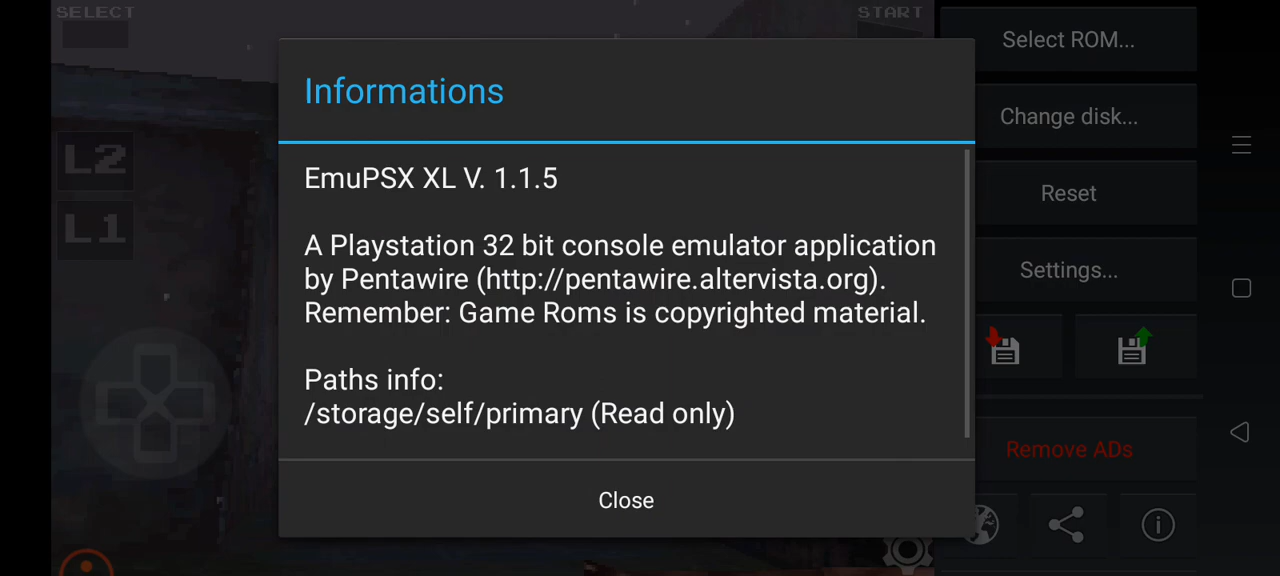 SELECT
START
Select ROM...
Informations
Change disk...
L2
EmuPSX XL V. 1.1.5
Reset
L1
A Playstation 32 bit console emulator application
by Pentawire (http://pentawire.altervista.org).
Remember: Game Roms is copyrighted material.
Settings...
Paths info:
/storage/self/primary (Read only)
Remove ADs
Close